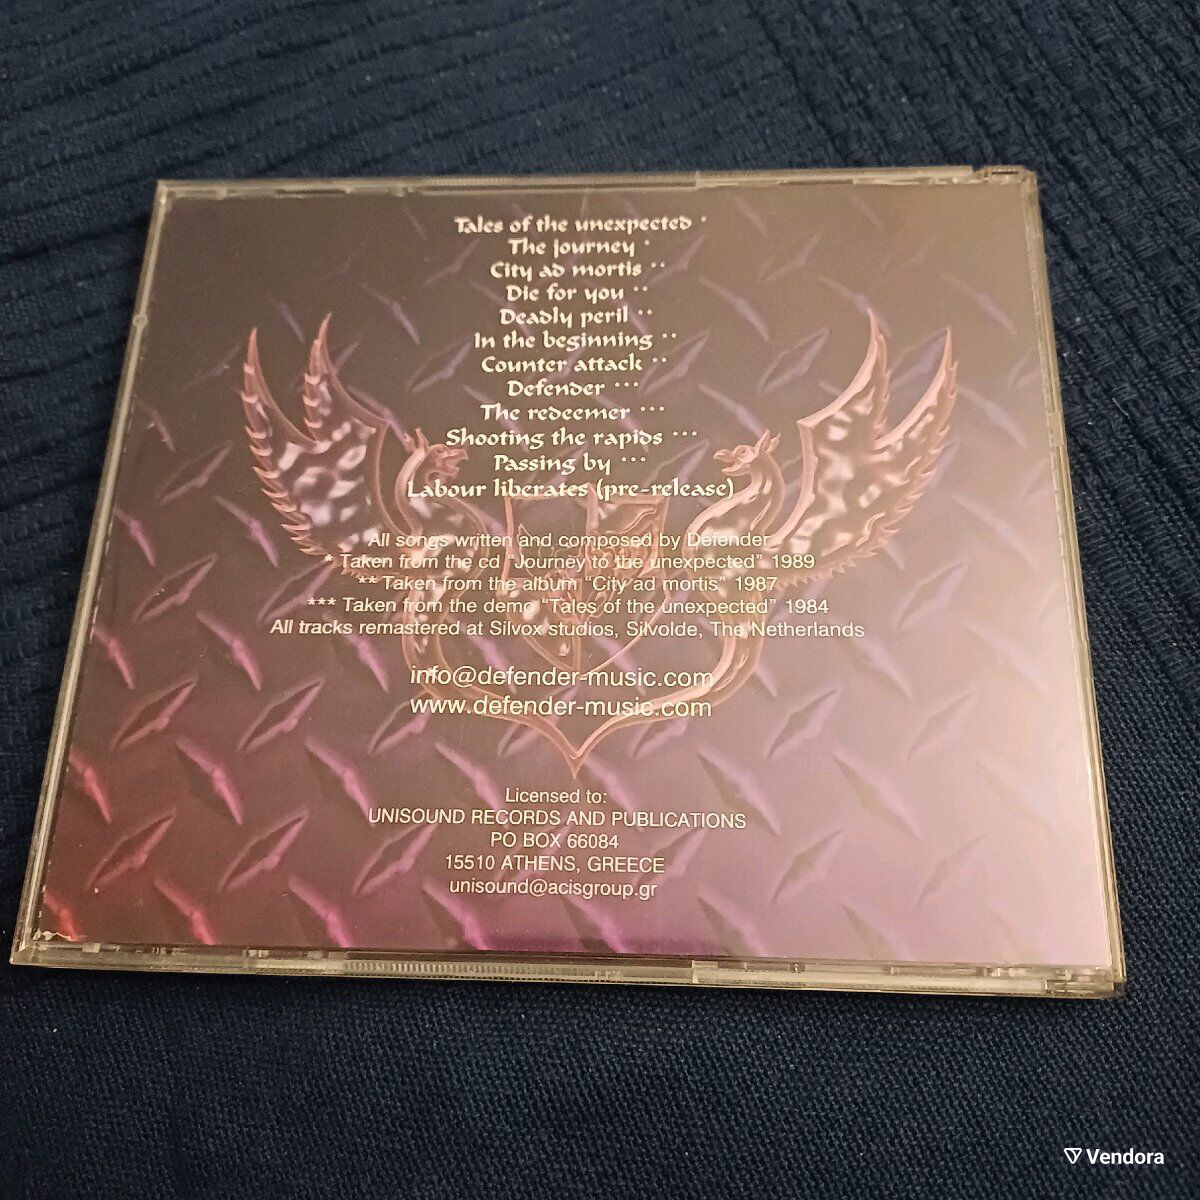 Tales of the unexpected *
The journey *
City ad mortis **
Die for you **
Deadly peril **
In the beginning **
Counter attack **
Defender ***
The redeemer ***
Shooting the rapids ***
Passing by ***
Labour liberates (pre-release)
All songs written and composed by Defender
* Taken from the cd "Journey to the unexpected" 1989
** Taken from the album "City ad mortis" 1987
*** Taken from the demo "Tales of the unexpected" 1984
All tracks remastered at Silvox studios, Silvolde, The Netherlands
info@defender-music.com
www.defender-music.com
Licensed to:
UNISOUND RECORDS AND PUBLICATIONS
PO BOX 66084
15510 ATHENS, GREECE
unisound@acisgroup.gr
Vendora